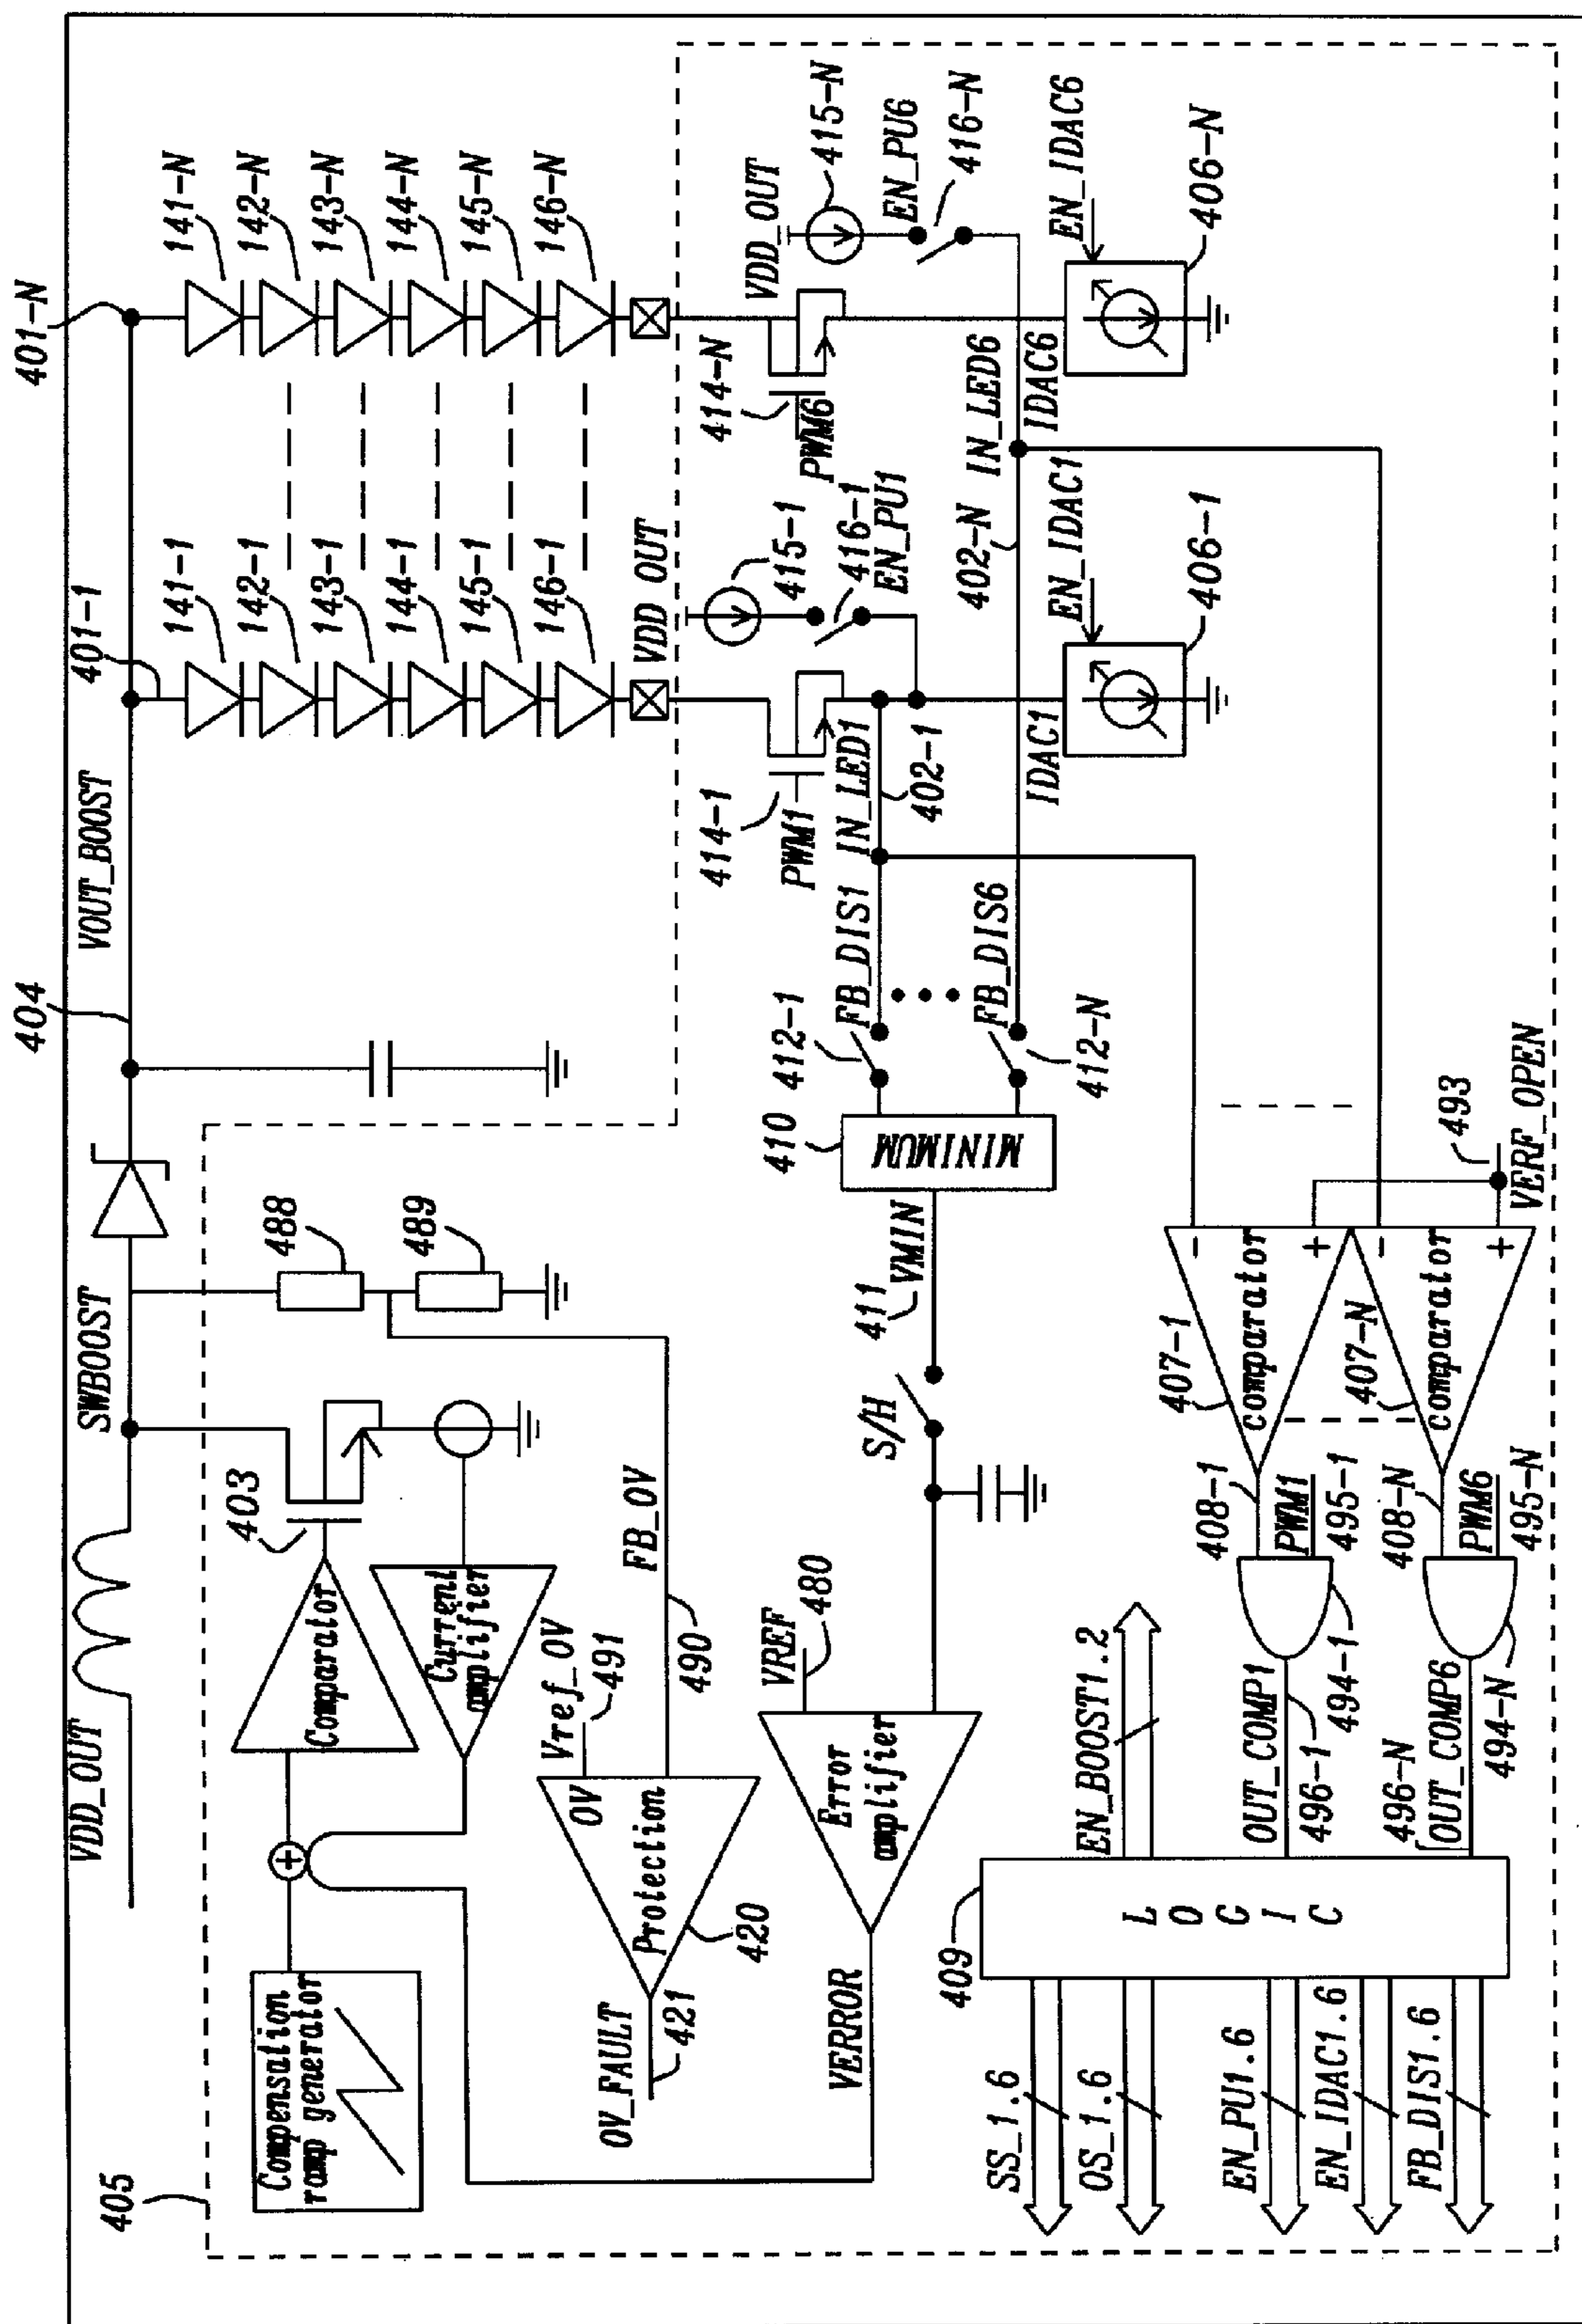 404
401-1
401-N
VDD_OUT
SWBOOST
VOUT_BOOST
141-1
142-1
143-1
144-1
145-1
146-1
141-N
142-N
143-N
144-N
145-N
146-N
405
Compensation
ramp generator
Comparator
403
Current
amplifier
488
489
FB_OV
490
Vref_OV
491
OV
Protection
420
OV_FAULT
421
VDD OUT
415-1
416-1
EN_PU1
414-1
PWM1
VDD_OUT
415-N
EN_PU6
416-N
414-N
PWM6
VREF
480
Error
amplifier
VERROR
S/H
411
VMIN
410
MINIMUM
412-1
FB_DIS1
IN_LED1
402-1
FB_DIS6
412-N
402-N
IN_LED6
IDAC1
EN_IDAC1
406-1
IDAC6
EN_IDAC6
406-N
409
LOGIC
SS_1.6
OS_1.6
EN_PU1.6
EN_IDAC1.6
FB_DIS1.6
EN_BOOST1.2
OUT_COMP1
496-1
494-1
496-N
OUT_COMP6
494-N
408-1
PWM1
495-1
408-N
PWM6
495-N
407-1
comparator
- +
407-N
comparator
- +
493
VERF_OPEN